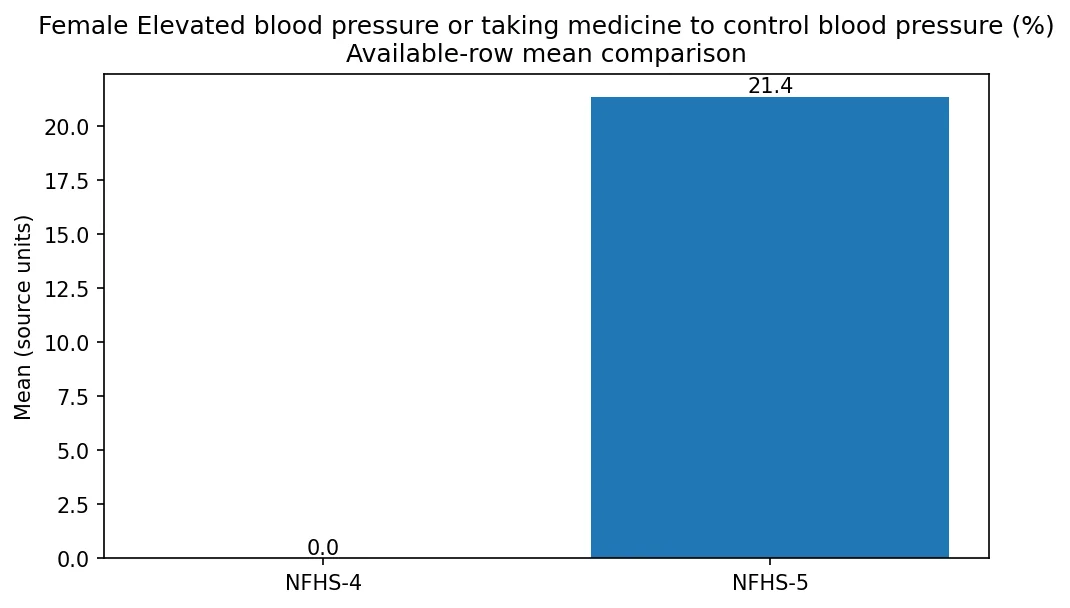 Female Elevated blood pressure or taking medicine to control blood pressure (%)
Available-row mean comparison
21.4
20.0
17.5
15.0
12.5
10.0
7.5
5.0
2.5
0.0
Mean (source units)
0.0
NFHS-4
NFHS-5